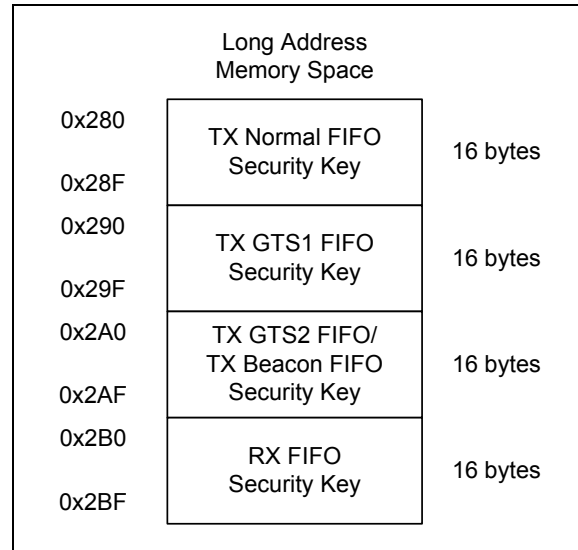 Long Address
Memory Space
0x280
TX Normal FIFO
Security Key
16 bytes
0x28F
0x290
TX GTS1 FIFO
Security Key
16 bytes
0x29F
0x2A0
TX GTS2 FIFO/
TX Beacon FIFO
Security Key
16 bytes
0x2AF
0x2B0
RX FIFO
Security Key
16 bytes
0x2BF